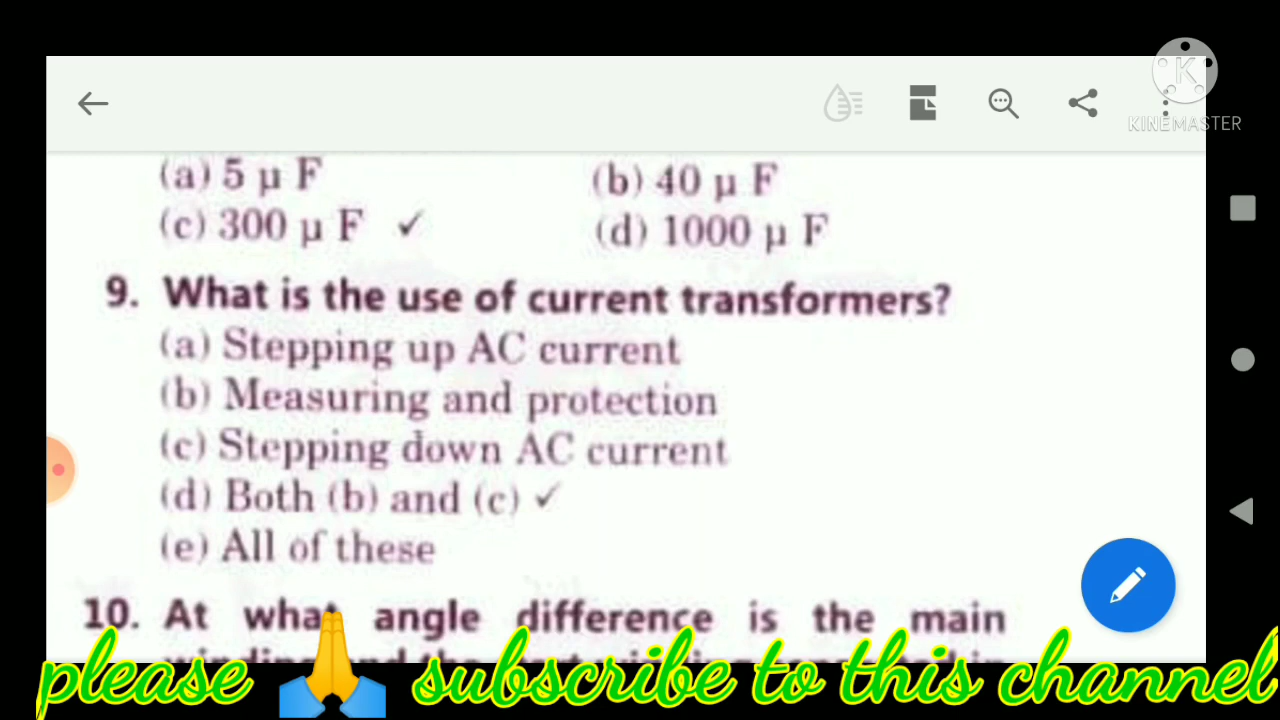 KINEMASTER
(a) 5 μ F (b) 40 μ F
(c) 300 μ F ✓ (d) 1000 μ F
9. What is the use of current transformers?
(a) Stepping up AC current
(b) Measuring and protection
(c) Stepping down AC current
(d) Both (b) and (c) ✓
(e) All of these
10. At what angle difference is the main
please 🙏 subscribe to this channel